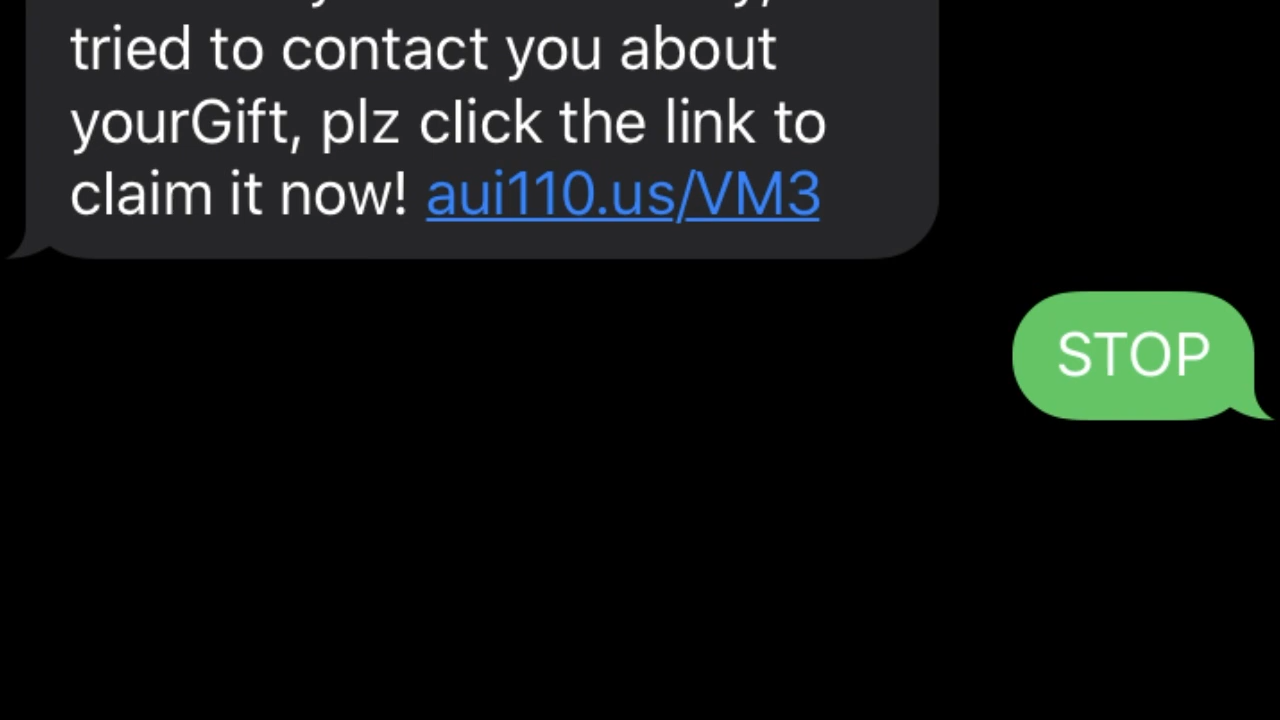 tried to contact you about
yourGift, plz click the link to
claim it now! aui110.us/VM3
STOP